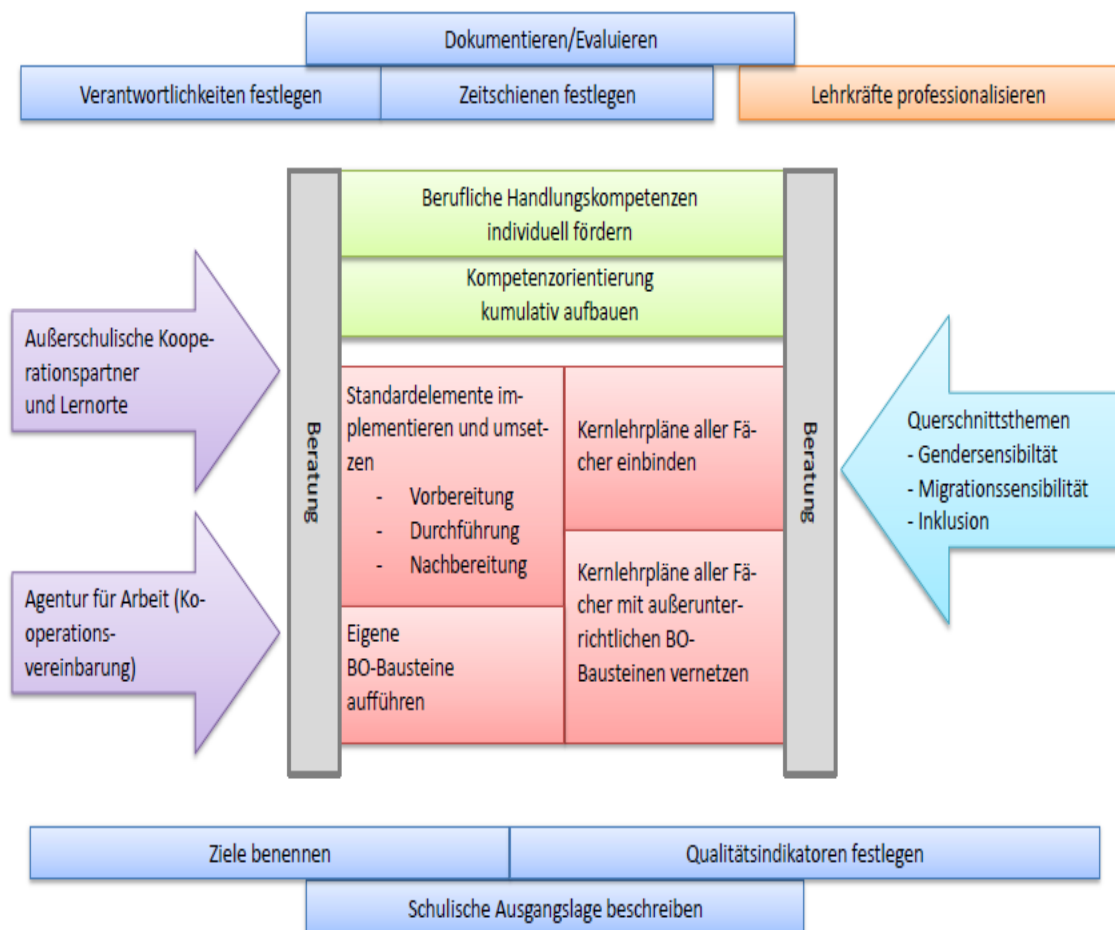 Dokumentieren/Evaluieren
Verantwortlichkeiten festlegen
Zeitschienen festlegen
Lehrkräfte professionalisieren
Berufliche Handlungskompetenzen
individuell fördern
Kompetenzorientierung
kumulativ aufbauen
Außerschulische Koope-
rationspartner
und Lernorte
Agentur für Arbeit (Ko-
operations-
vereinbarung)
Beratung
Standardelemente im-
plementieren und umset-
zen
- Vorbereitung
- Durchführung
- Nachbereitung
Eigene
BO-Bausteine
aufführen
Kernlehrpläne aller Fä-
cher einbinden
Kernlehrpläne aller Fä-
cher mit außerunter-
richtlichen BO-
Bausteinen vernetzen
Beratung
Querschnittsthemen
- Gendersensibiltät
- Migrationssensibilität
- Inklusion
Ziele benennen
Qualitätsindikatoren festlegen
Schulische Ausgangslage beschreiben